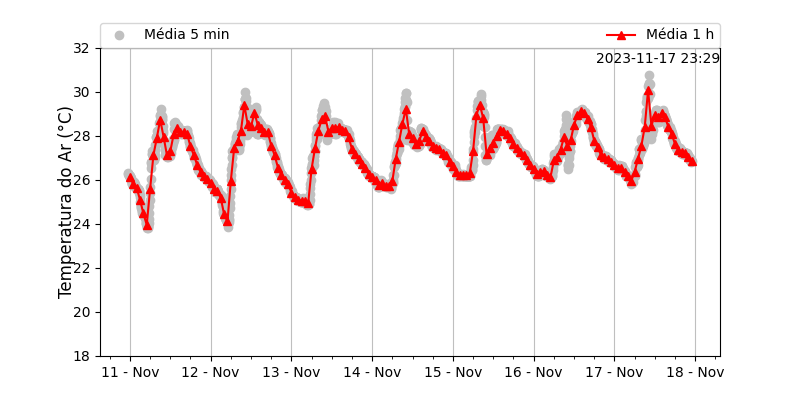 Média 5 min
Média 1 h
2023-11-17 23:29
Temperatura do Ar (°C)
32
30
28
26
24
22
20
18
11 - Nov
12 - Nov
13 - Nov
14 - Nov
15 - Nov
16 - Nov
17 - Nov
18 - Nov